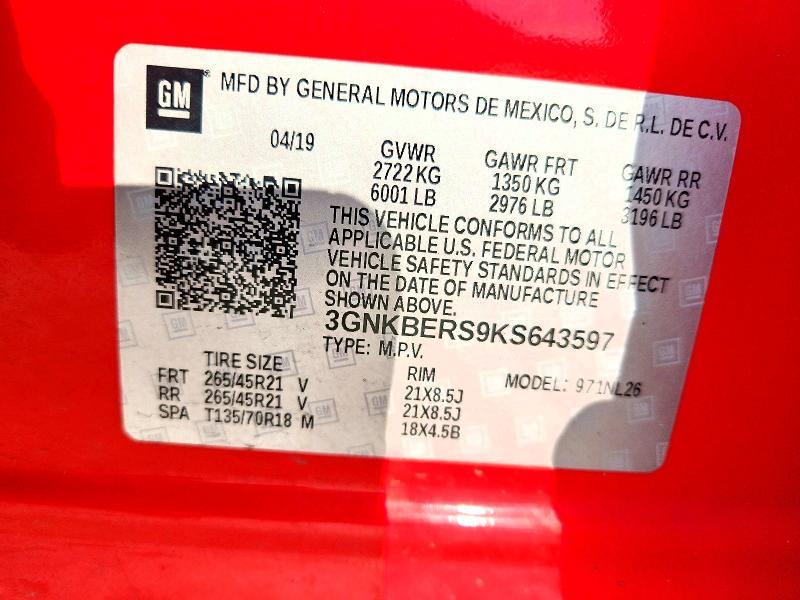 GM
MFD BY GENERAL MOTORS DE MEXICO, S. DE R.L. DE C.V.
04/19
GVWR GAWR FRT GAWR RR
2722 KG 1350 KG 1450 KG
6001 LB 2976 LB 3196 LB
THIS VEHICLE CONFORMS TO ALL
APPLICABLE U.S. FEDERAL MOTOR
VEHICLE SAFETY STANDARDS IN EFFECT
ON THE DATE OF MANUFACTURE
SHOWN ABOVE.
3GNKBERS9KS643597
TYPE: M.P.V.
TIRE SIZE RIM MODEL: 971NL26
FRT 265/45R21 V 21X8.5J
RR 265/45R21 V 21X8.5J
SPA T135/70R18 M 18X4.5B